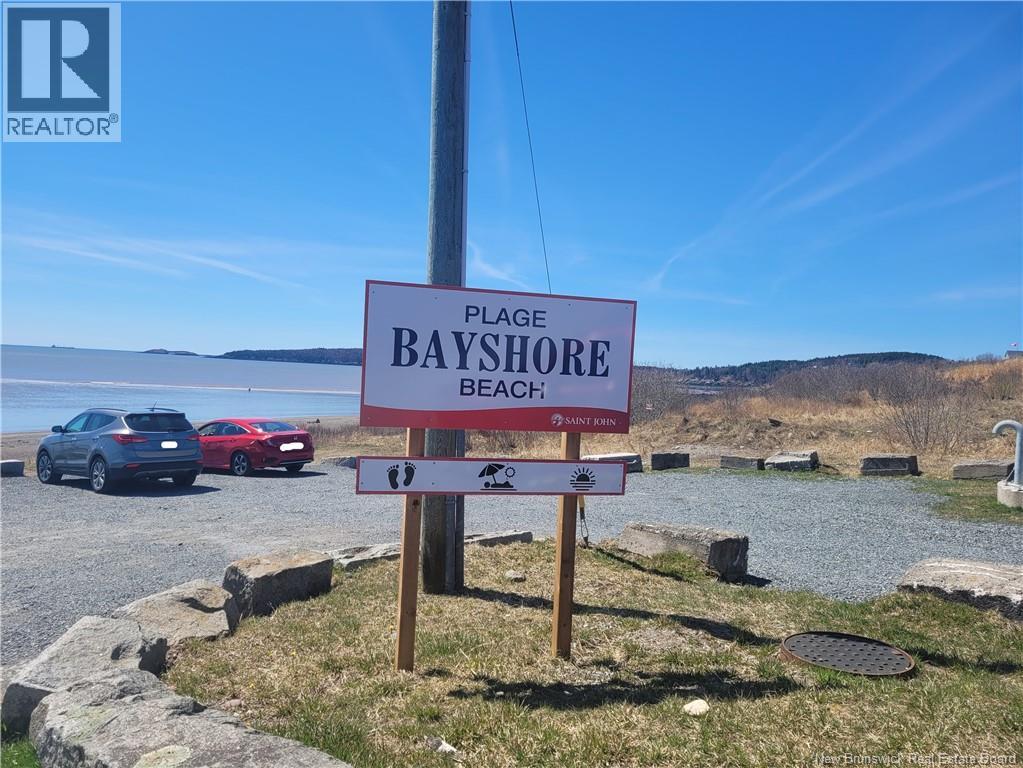 R
REALTOR®
PLAGE
BAYSHORE
BEACH
SAINT JOHN
New Brunswick Real Estate Board